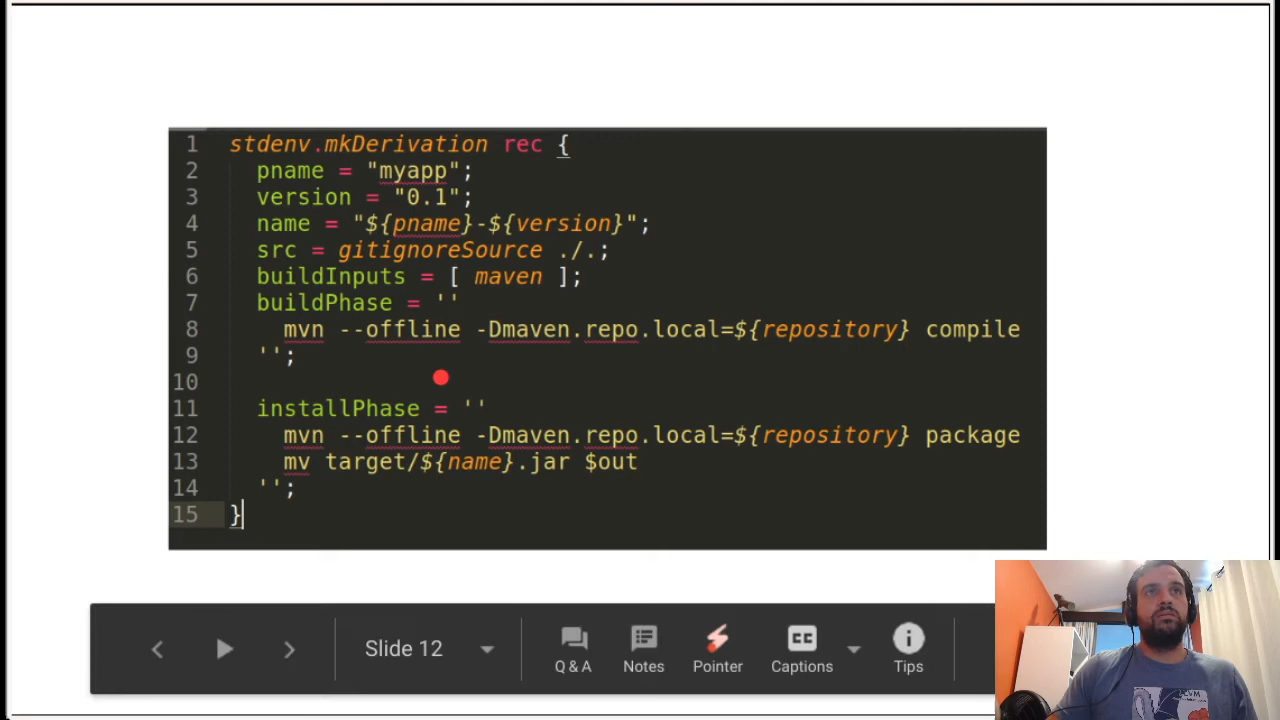 1 stdenv.mkDerivation rec {
2 pname = "myapp";
3 version = "0.1";
4 name = "${pname}-${version}";
5 src = gitignoreSource ./.;
6 buildInputs = [ maven ];
7 buildPhase = ''
8 mvn --offline -Dmaven.repo.local=${repository} compile
9 '';
10
11 installPhase = ''
12 mvn --offline -Dmaven.repo.local=${repository} package
13 mv target/${name}.jar $out
14 '';
15 }
Slide 12
Q & A
Notes
Pointer
CC
Captions
Tips